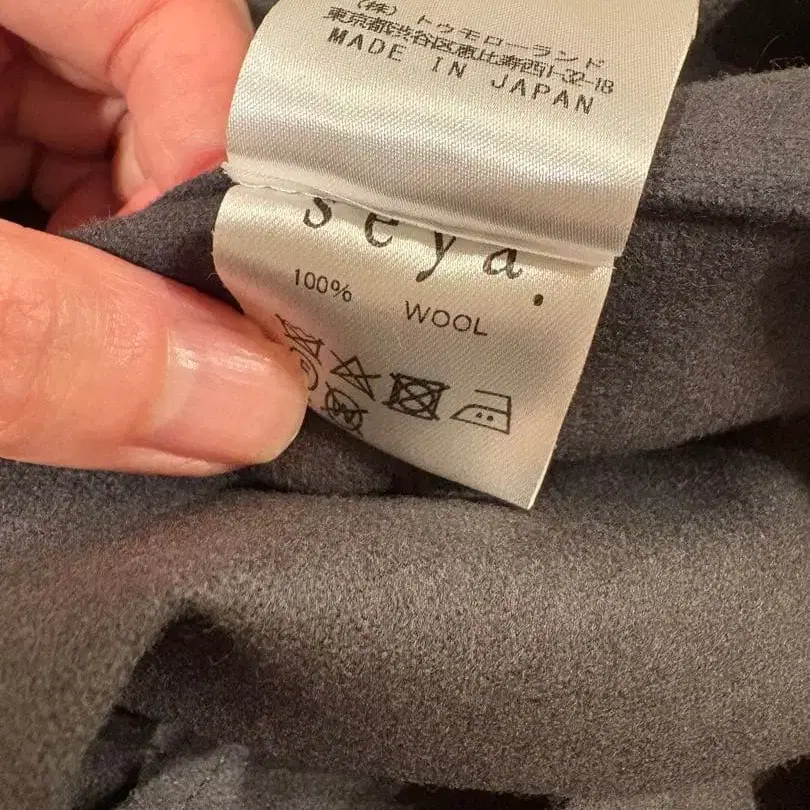 (株) トゥモローランド
東京都渋谷区恵比寿西1-32-18
MADE IN JAPAN
seya.
100% WOOL